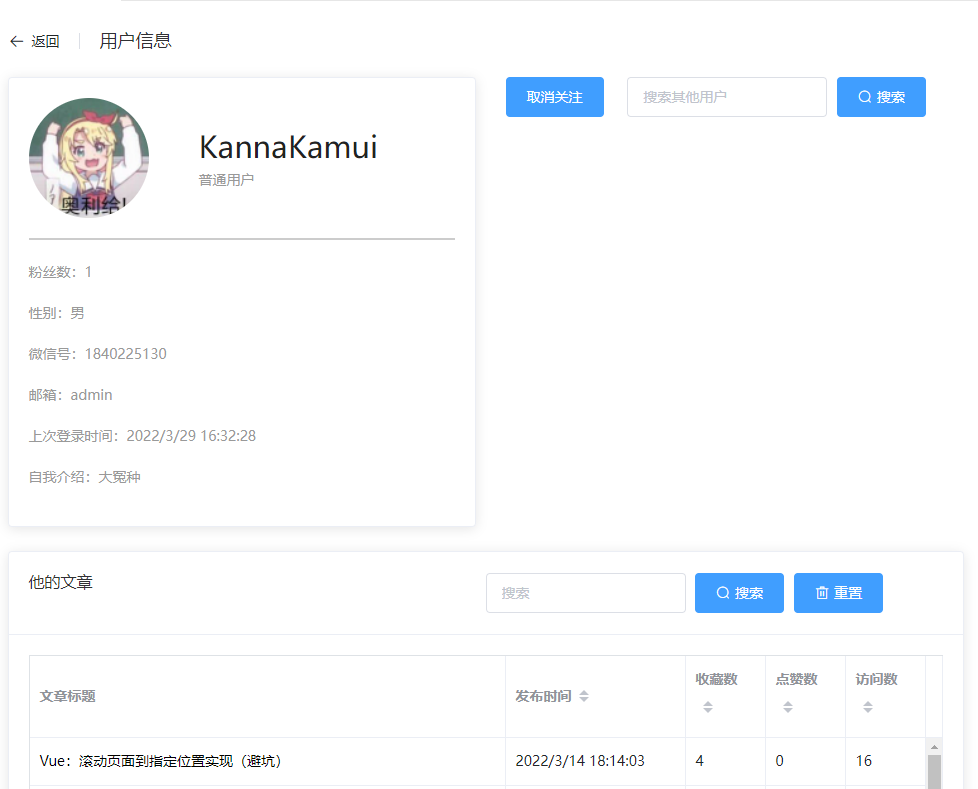 返回 用户信息
取消关注 搜索其他用户 搜索
KannaKamui
普通用户
奥利给!
粉丝数：1
性别：男
微信号：1840225130
邮箱：admin
上次登录时间：2022/3/29 16:32:28
自我介绍：大冤种
他的文章 搜索 搜索 重置
文章标题 发布时间 收藏数 点赞数 访问数
Vue：滚动页面到指定位置实现（避坑） 2022/3/14 18:14:03 4 0 16